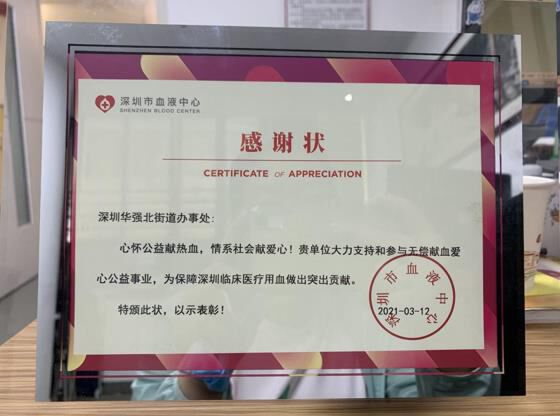 深圳市血液中心
SHENZHEN BLOOD CENTER
感谢状
CERTIFICATE OF APPRECIATION
深圳华强北街道办事处：
心怀公益献热血，情系社会献爱心！贵单位大力支持和参与无偿献血爱
心公益事业，为保障深圳临床医疗用血做出突出贡献。
特颁此状，以示表彰！
深圳市血液中心
2021-03-12